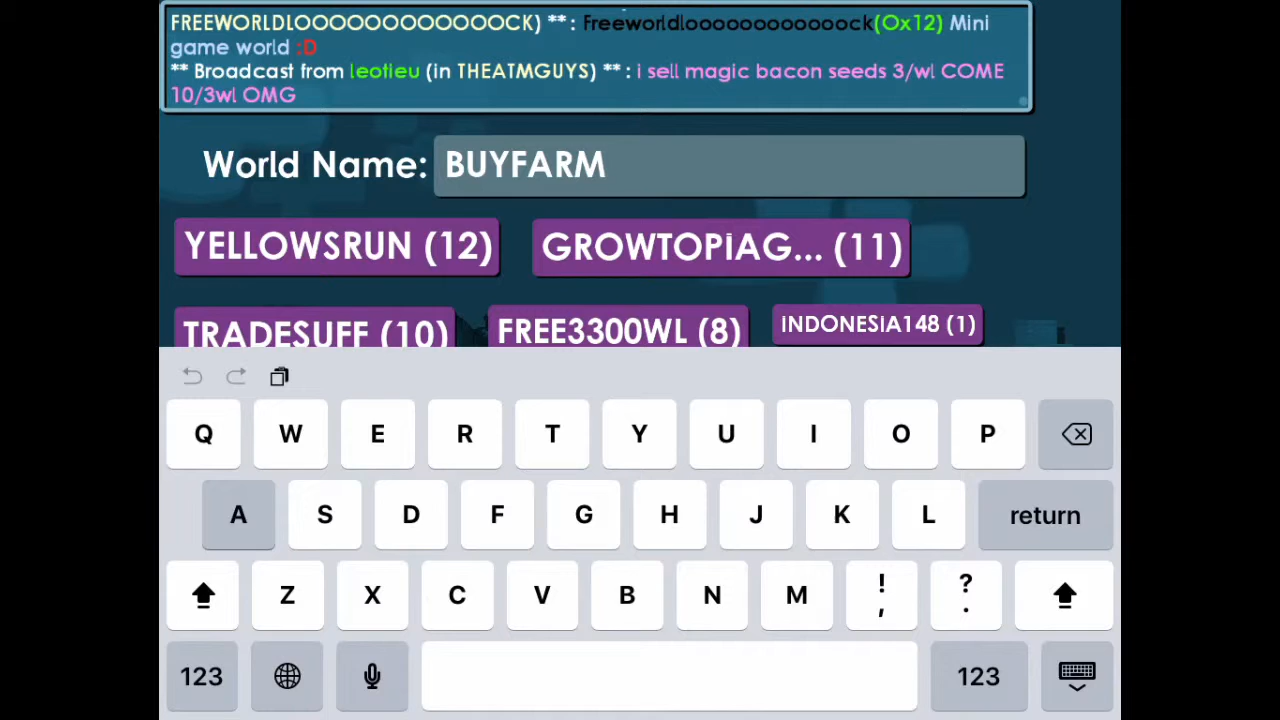 FREEWORLDLOOOOOOOOOOOOCK) ** : Freeworldloooooooooooock(Ox12) Mini
game world :D
** Broadcast from leotieu (in THEATMGUYS) ** : i sell magic bacon seeds 3/wl COME
10/3wl OMG
World Name: BUYFARM
YELLOWSRUN (12) GROWTOPiAG... (11)
TRADESUFF (10) FREE3300WL (8) INDONESIA148 (1)
Q W E R T Y U I O P
A S D F G H J K L return
Z X C V B N M ! , ? .
123 123